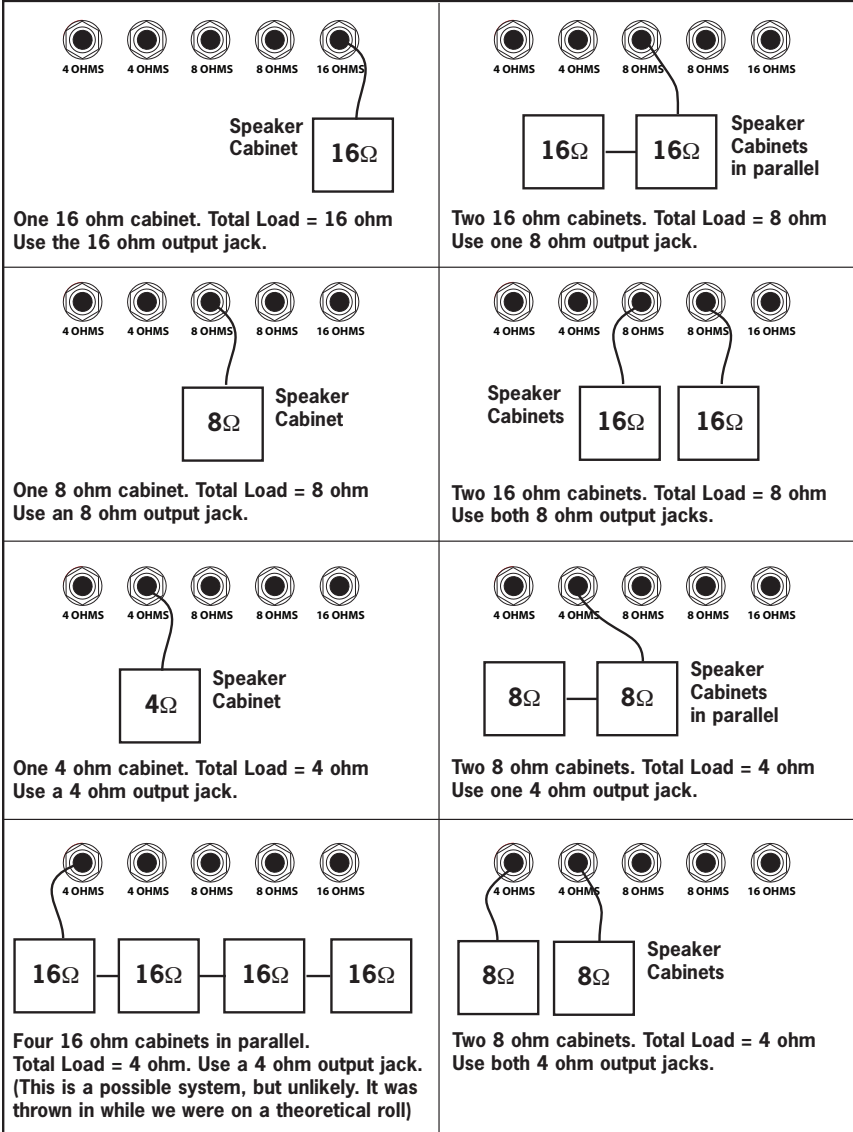 4 OHMS 4 OHMS 8 OHMS 8 OHMS 16 OHMS
Speaker
Cabinet
16Ω
One 16 ohm cabinet. Total Load = 16 ohm
Use the 16 ohm output jack.
4 OHMS 4 OHMS 8 OHMS 8 OHMS 16 OHMS
16Ω 16Ω
Speaker
Cabinets
in parallel
Two 16 ohm cabinets. Total Load = 8 ohm
Use one 8 ohm output jack.
4 OHMS 4 OHMS 8 OHMS 8 OHMS 16 OHMS
8Ω
Speaker
Cabinet
One 8 ohm cabinet. Total Load = 8 ohm
Use an 8 ohm output jack.
4 OHMS 4 OHMS 8 OHMS 8 OHMS 16 OHMS
Speaker
Cabinets
16Ω 16Ω
Two 16 ohm cabinets. Total Load = 8 ohm
Use both 8 ohm output jacks.
4 OHMS 4 OHMS 8 OHMS 8 OHMS 16 OHMS
4Ω
Speaker
Cabinet
One 4 ohm cabinet. Total Load = 4 ohm
Use a 4 ohm output jack.
4 OHMS 4 OHMS 8 OHMS 8 OHMS 16 OHMS
8Ω 8Ω
Speaker
Cabinets
in parallel
Two 8 ohm cabinets. Total Load = 4 ohm
Use one 4 ohm output jack.
4 OHMS 4 OHMS 8 OHMS 8 OHMS 16 OHMS
16Ω 16Ω 16Ω 16Ω
Four 16 ohm cabinets in parallel.
Total Load = 4 ohm. Use a 4 ohm output jack.
(This is a possible system, but unlikely. It was
thrown in while we were on a theoretical roll)
4 OHMS 4 OHMS 8 OHMS 8 OHMS 16 OHMS
8Ω 8Ω
Speaker
Cabinets
Two 8 ohm cabinets. Total Load = 4 ohm
Use both 4 ohm output jacks.